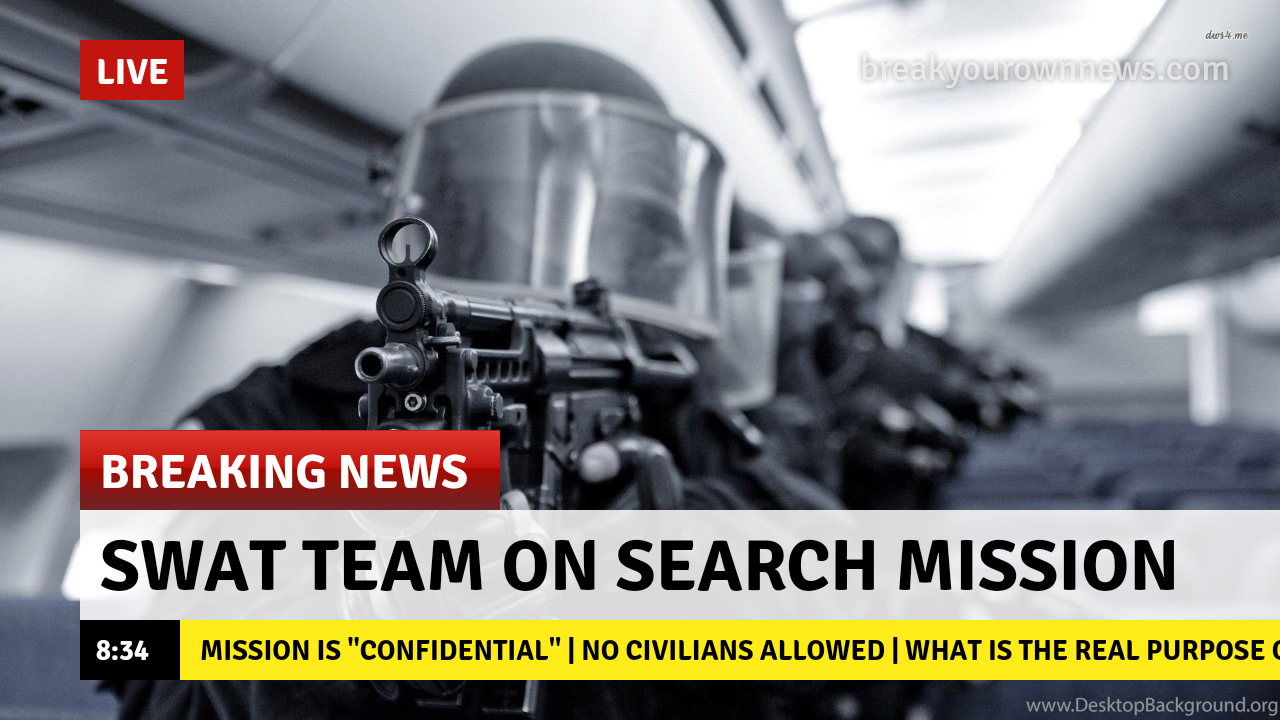 dws4.me
LIVE
breakyourownnews.com
BREAKING NEWS
SWAT TEAM ON SEARCH MISSION
8:34
MISSION IS "CONFIDENTIAL" | NO CIVILIANS ALLOWED | WHAT IS THE REAL PURPOSE
www.DesktopBackground.org